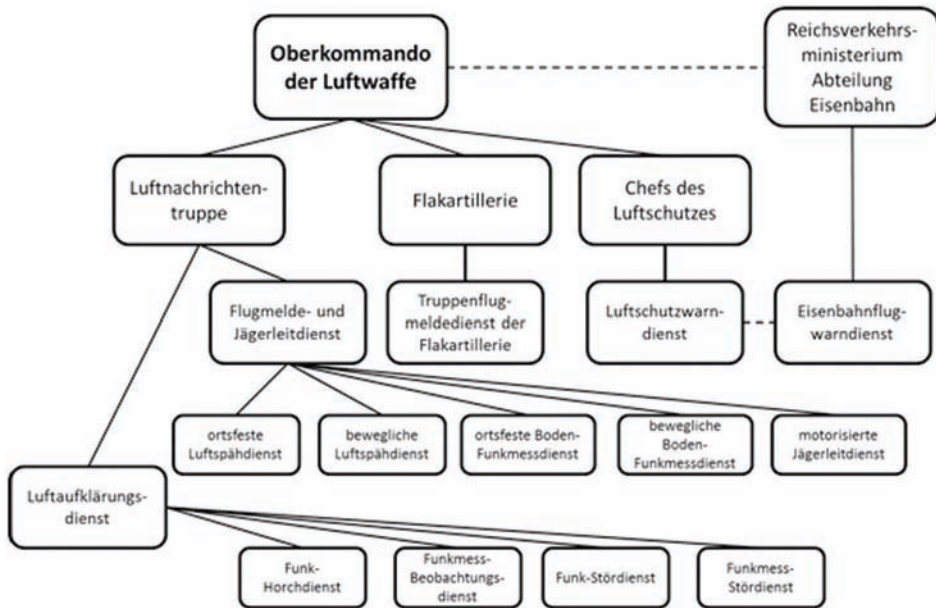 Oberkommando
der Luftwaffe
Reichsverkehrs-
ministerium
Abteilung
Eisenbahn
Luftnachrichten-
truppe
Flakartillerie
Chefs des
Luftschutzes
Flugmelde- und
Jägerleitdienst
Truppenflug-
meldedienst der
Flakartillerie
Luftschutzwarn-
dienst
Eisenbahnflug-
warndienst
ortsfeste
Luftspähdienst
bewegliche
Luftspähdienst
ortsfeste Boden-
Funkmessdienst
bewegliche
Boden-
Funkmessdienst
motorisierte
Jägerleitdienst
Luftaufklärungs-
dienst
Funk-
Horchdienst
Funkmess-
Beobachtungs-
dienst
Funk-Stördienst
Funkmess-
Stördienst